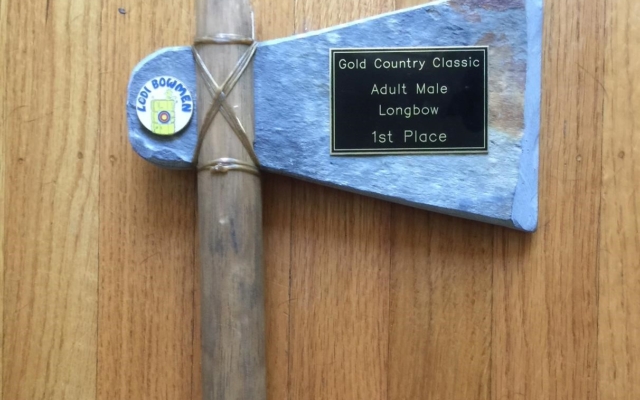 LODI BOWMEN
Gold Country Classic
Adult Male
Longbow
1st Place